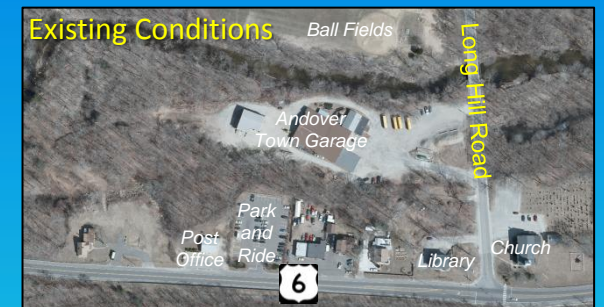 Existing Conditions
Ball Fields
Long Hill Road
Andover
Town Garage
Park
and
Ride
Post
Office
Library
Church
6